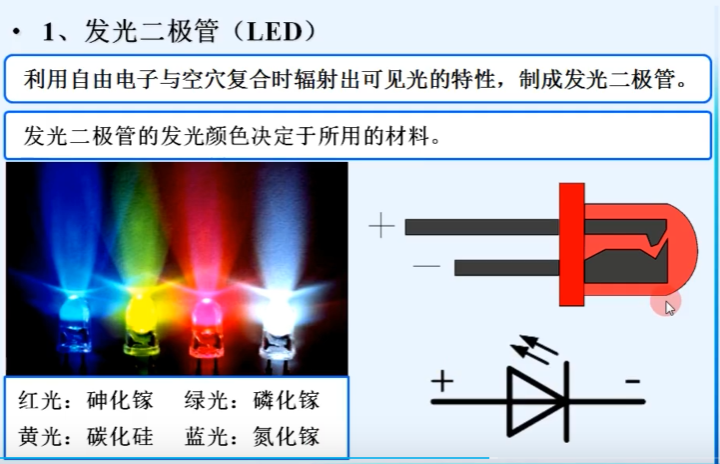 • 1、发光二极管（LED）
利用自由电子与空穴复合时辐射出可见光的特性，制成发光二极管。
发光二极管的发光颜色决定于所用的材料。
+
—
红光：砷化镓 绿光：磷化镓
黄光：碳化硅 蓝光：氮化镓
+ -